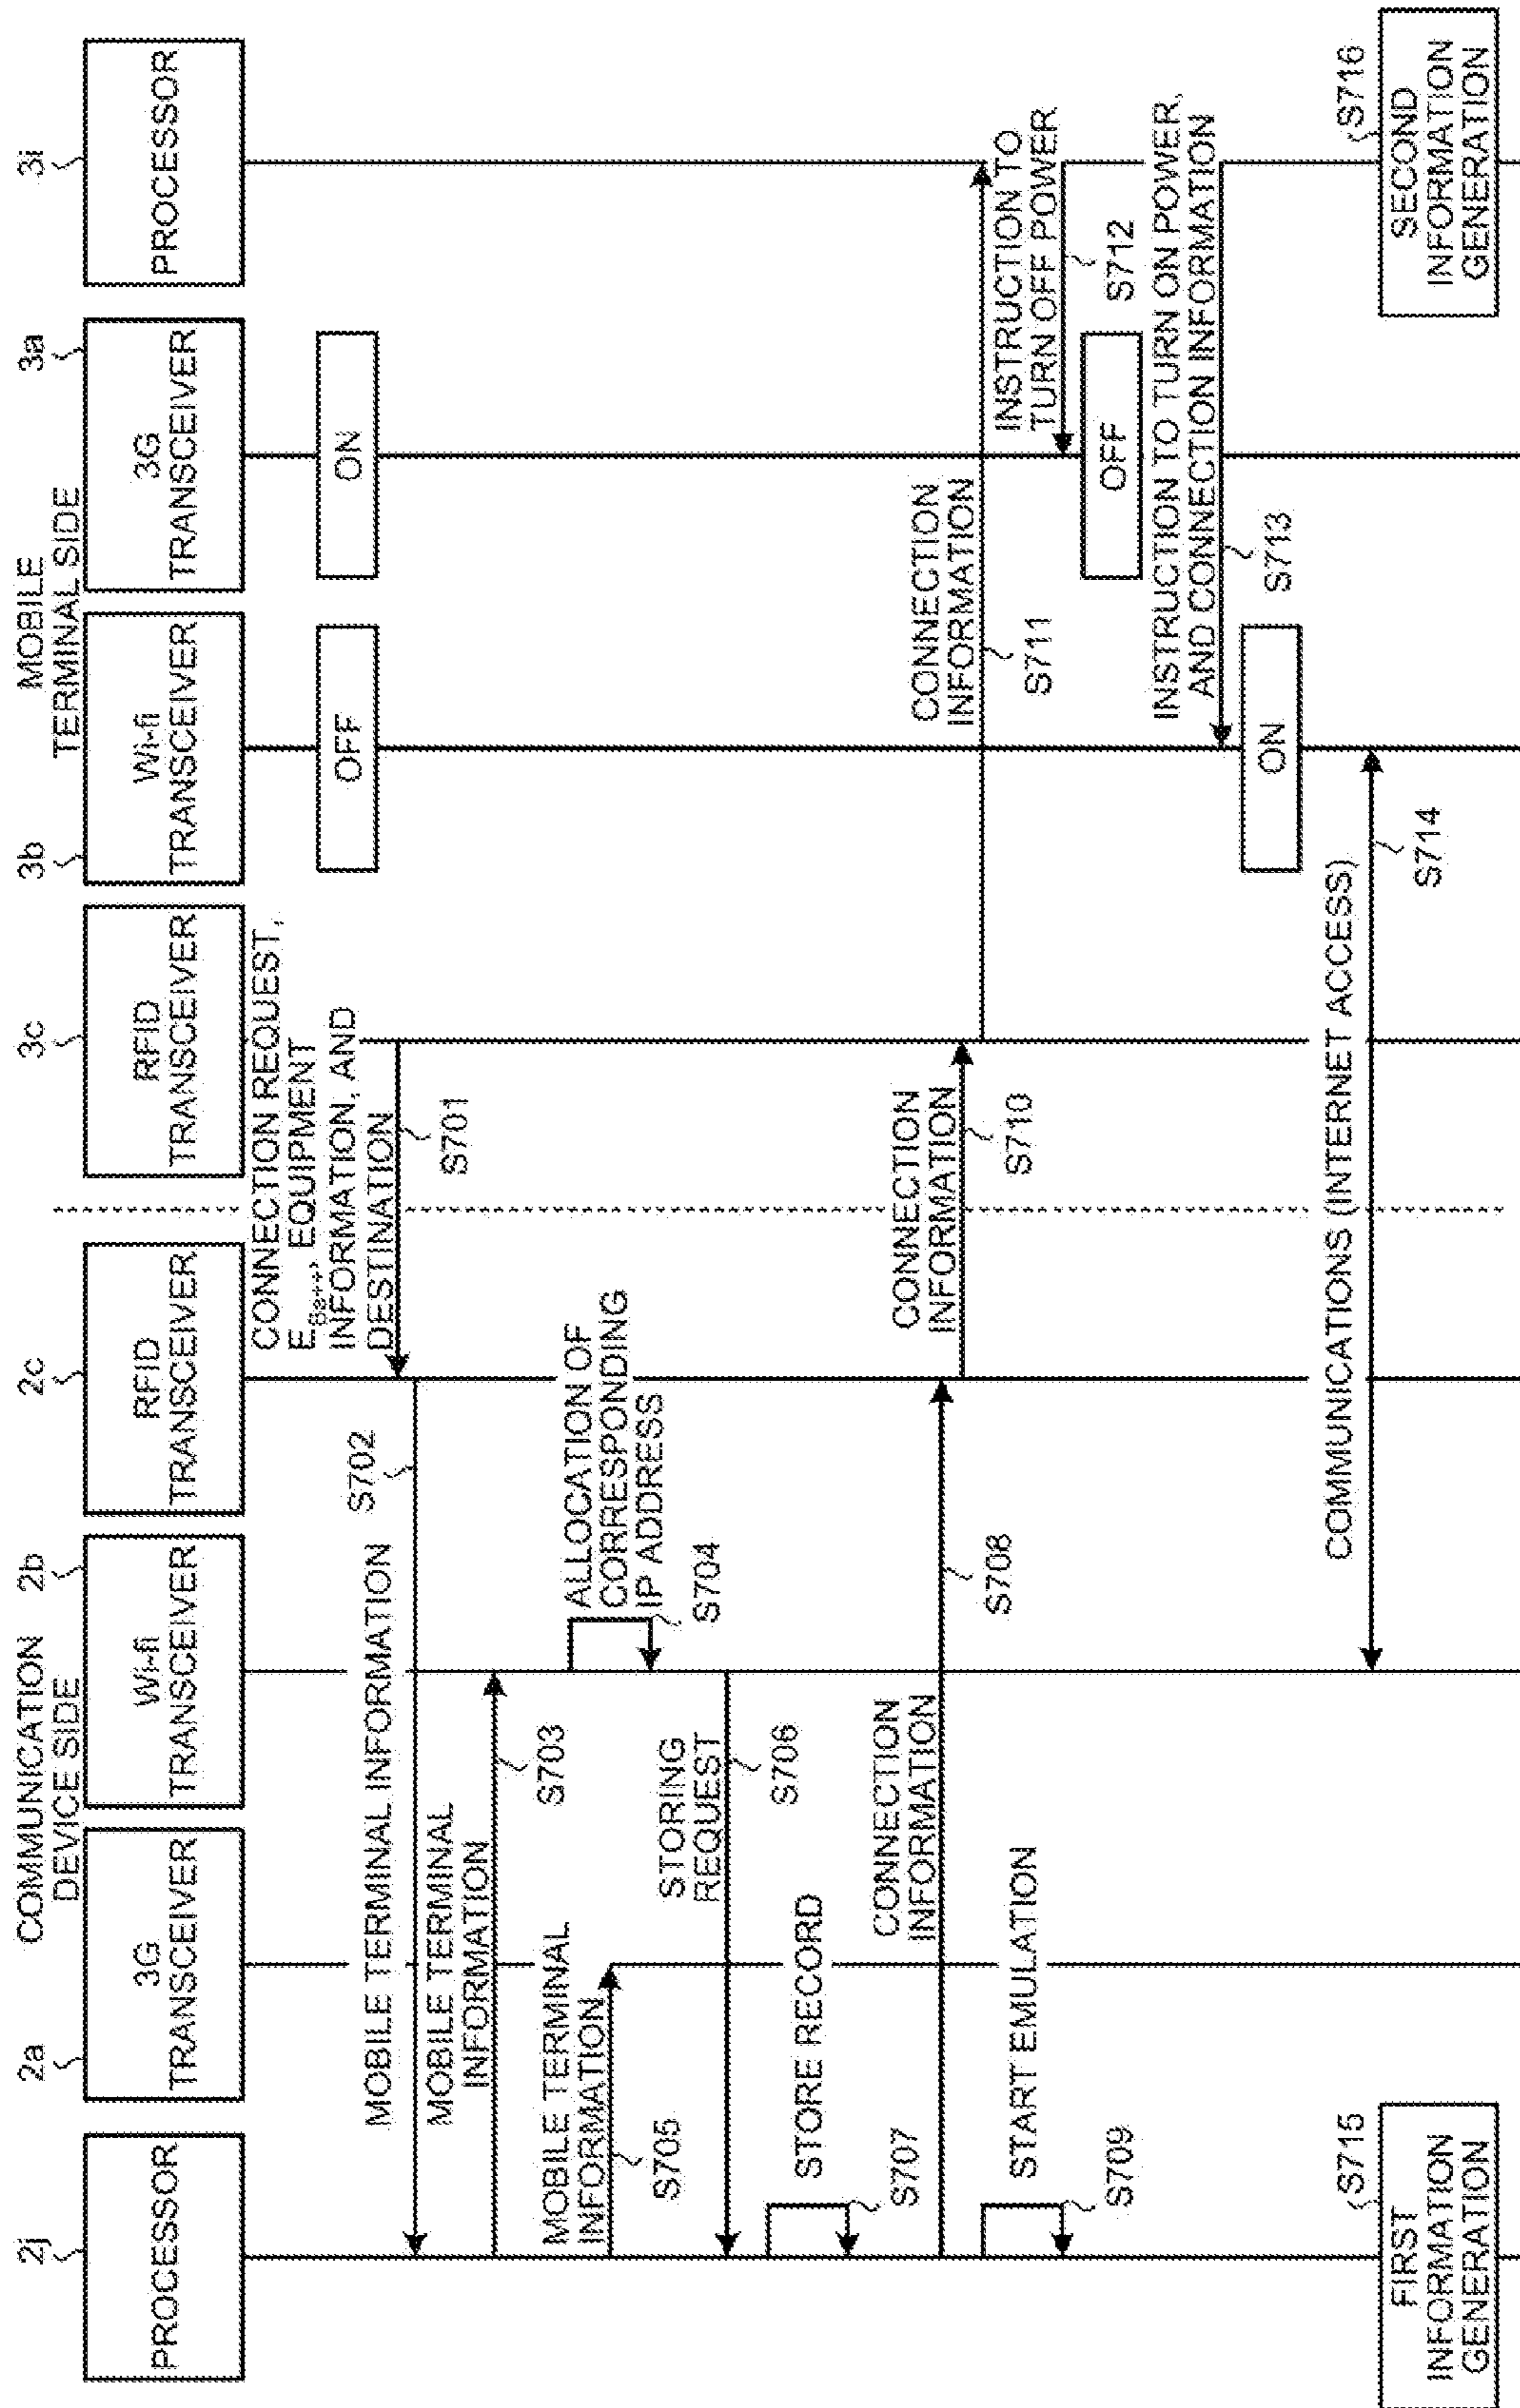 COMMUNICATION
DEVICE SIDE
MOBILE
TERMINAL SIDE
2j
PROCESSOR
2a
3G
TRANSCEIVER
2b
Wi-fi
TRANSCEIVER
2c
RFID
TRANSCEIVER
3c
RFID
TRANSCEIVER
3b
Wi-fi
TRANSCEIVER
3a
3G
TRANSCEIVER
3i
PROCESSOR
OFF
ON
CONNECTION REQUEST,
EQUIPMENT
INFORMATION, AND
DESTINATION
S701
S702
MOBILE TERMINAL INFORMATION
MOBILE TERMINAL
INFORMATION
S703
ALLOCATION OF
CORRESPONDING
IP ADDRESS
S704
MOBILE TERMINAL
INFORMATION
S705
STORING
REQUEST
S706
STORE RECORD
S707
CONNECTION
INFORMATION
S708
START EMULATION
S709
CONNECTION
INFORMATION
S710
CONNECTION
INFORMATION
S711
INSTRUCTION TO
TURN OFF POWER
S712
OFF
INSTRUCTION TO TURN ON POWER,
AND CONNECTION INFORMATION
S713
ON
COMMUNICATIONS (INTERNET ACCESS)
S714
S715
FIRST
INFORMATION
GENERATION
S716
SECOND
INFORMATION
GENERATION